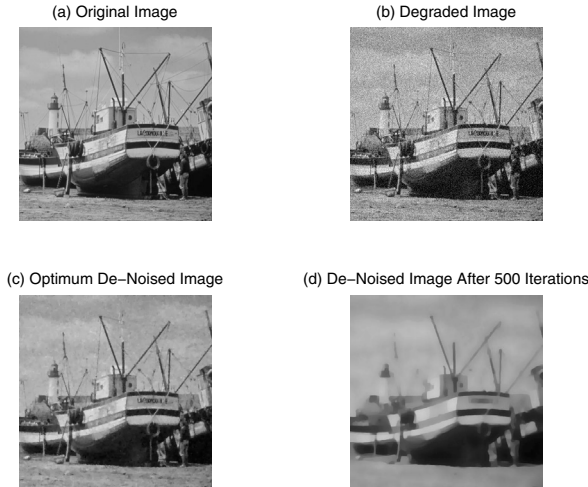 (a) Original Image
(b) Degraded Image
(c) Optimum De−Noised Image
(d) De−Noised Image After 500 Iterations